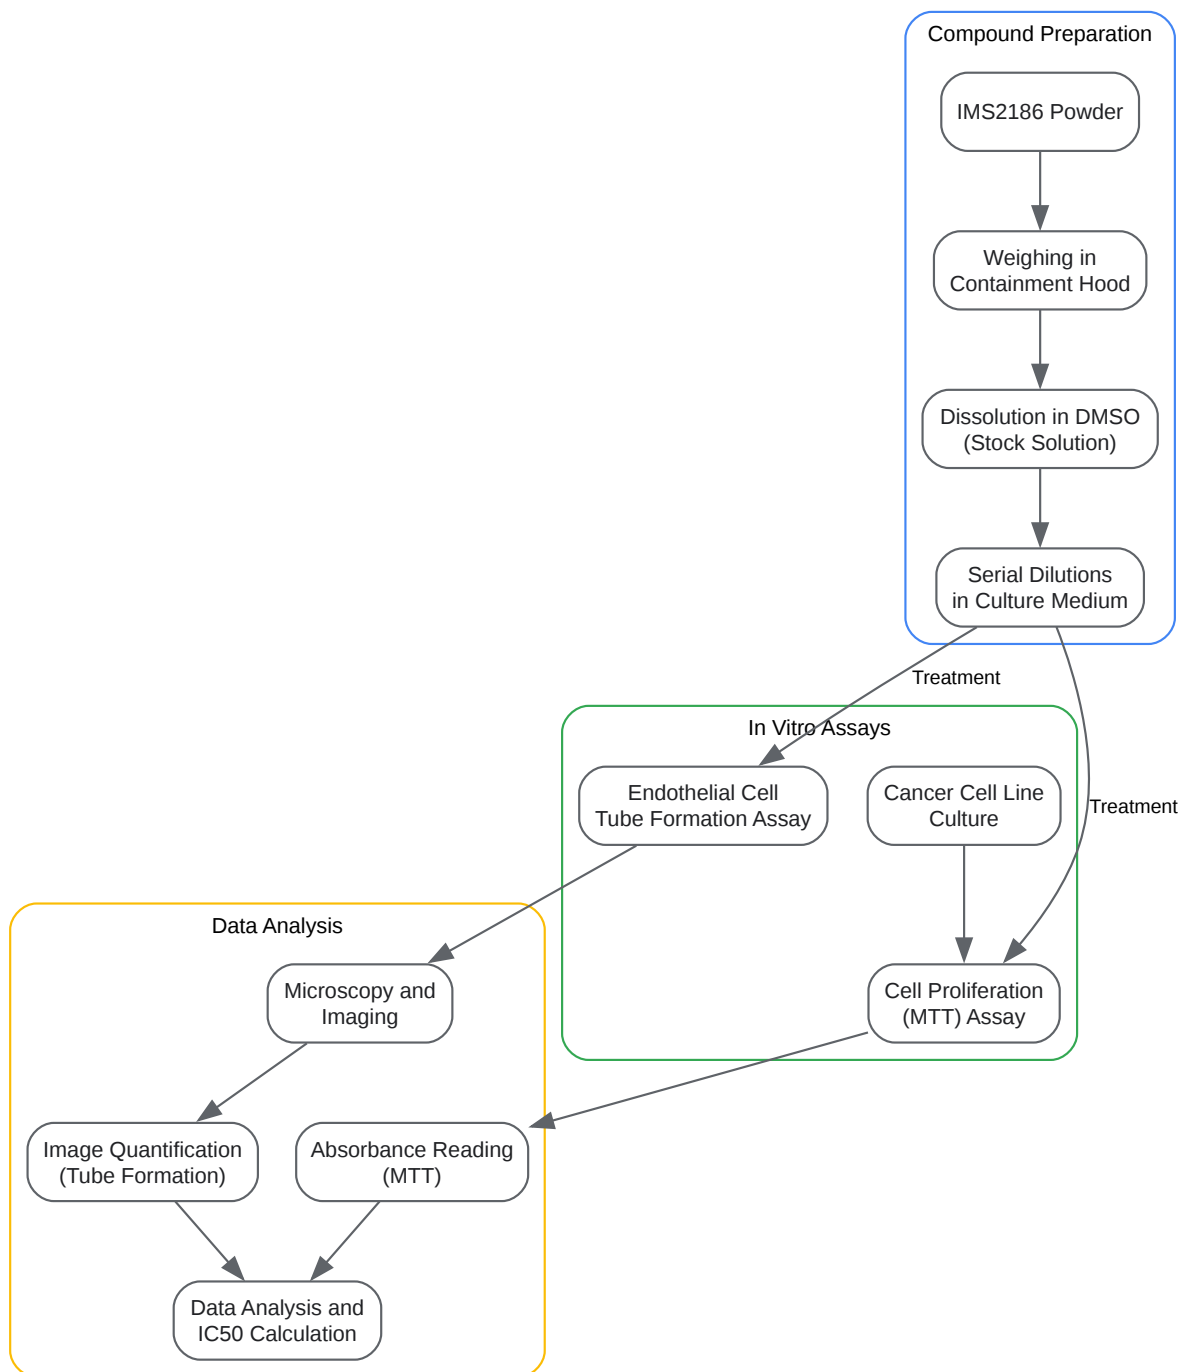 Compound Preparation
IMS2186 Powder
Weighing in
Containment Hood
Dissolution in DMSO
(Stock Solution)
Serial Dilutions
in Culture Medium
Treatment
In Vitro Assays
Endothelial Cell
Tube Formation Assay
Cancer Cell Line
Culture
Treatment
Data Analysis
Microscopy and
Imaging
Cell Proliferation
(MTT) Assay
Image Quantification
(Tube Formation)
Absorbance Reading
(MTT)
Data Analysis and
IC50 Calculation